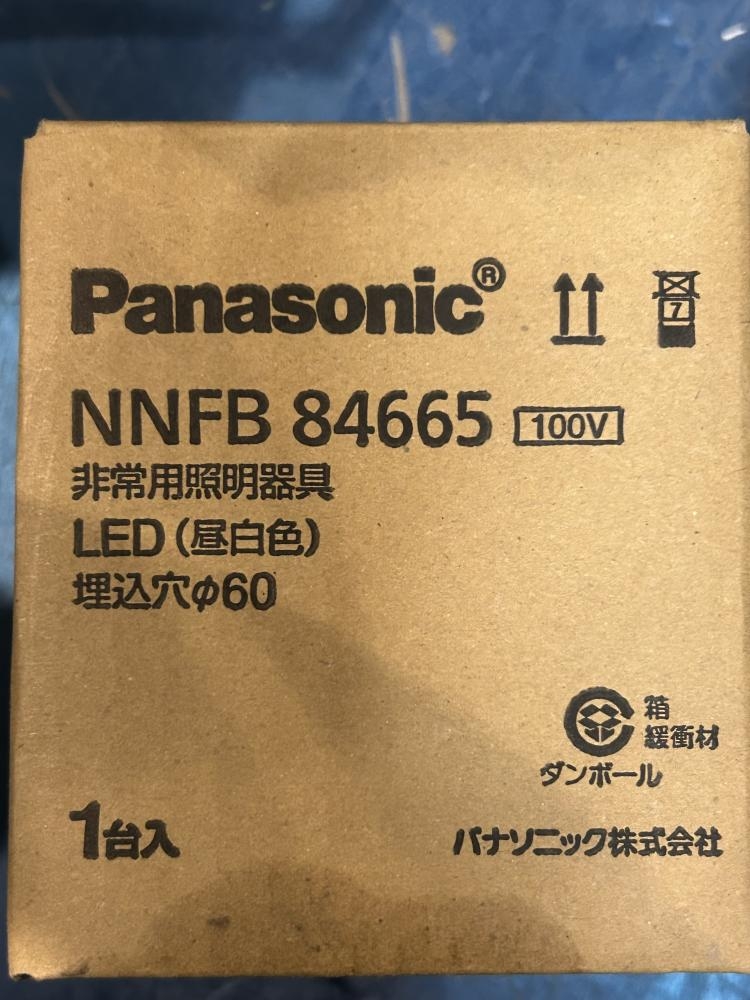 Panasonic®
7
NNFB 84665 100V
非常用照明器具
LED(昼白色)
埋込穴φ60
箱
緩衝材
ダンボール
1台入
パナソニック株式会社